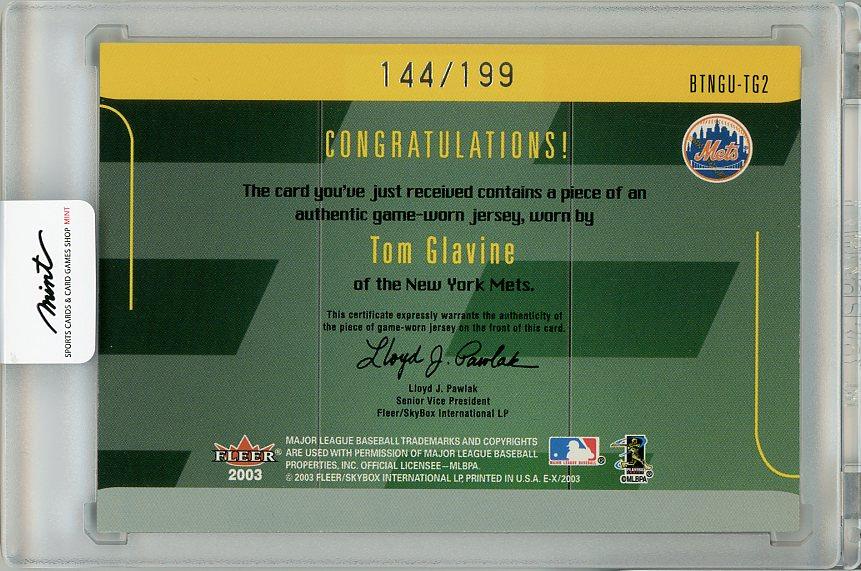 144/199
BTNGU-TG2
CONGRATULATIONS!
Mets
The card you've just received contains a piece of an
authentic game-worn jersey, worn by
Tom Glavine
of the New York Mets.
This certificate expressly warrants the authenticity of
the piece of game-worn jersey on the front of this card.
Lloyd J. Pawlak
Lloyd J. Pawlak
Senior Vice President
Fleer/SkyBox International LP
mint
SPORTS CARDS & CARD GAMES SHOP MINT
FLEER®
2003
MAJOR LEAGUE BASEBALL TRADEMARKS AND COPYRIGHTS
ARE USED WITH PERMISSION OF MAJOR LEAGUE BASEBALL
PROPERTIES, INC. OFFICIAL LICENSEE—MLBPA.
© 2003 FLEER/SKYBOX INTERNATIONAL LP, PRINTED IN U.S.A. E-X/2003
MAJOR LEAGUE BASEBALL®
©MLBPA